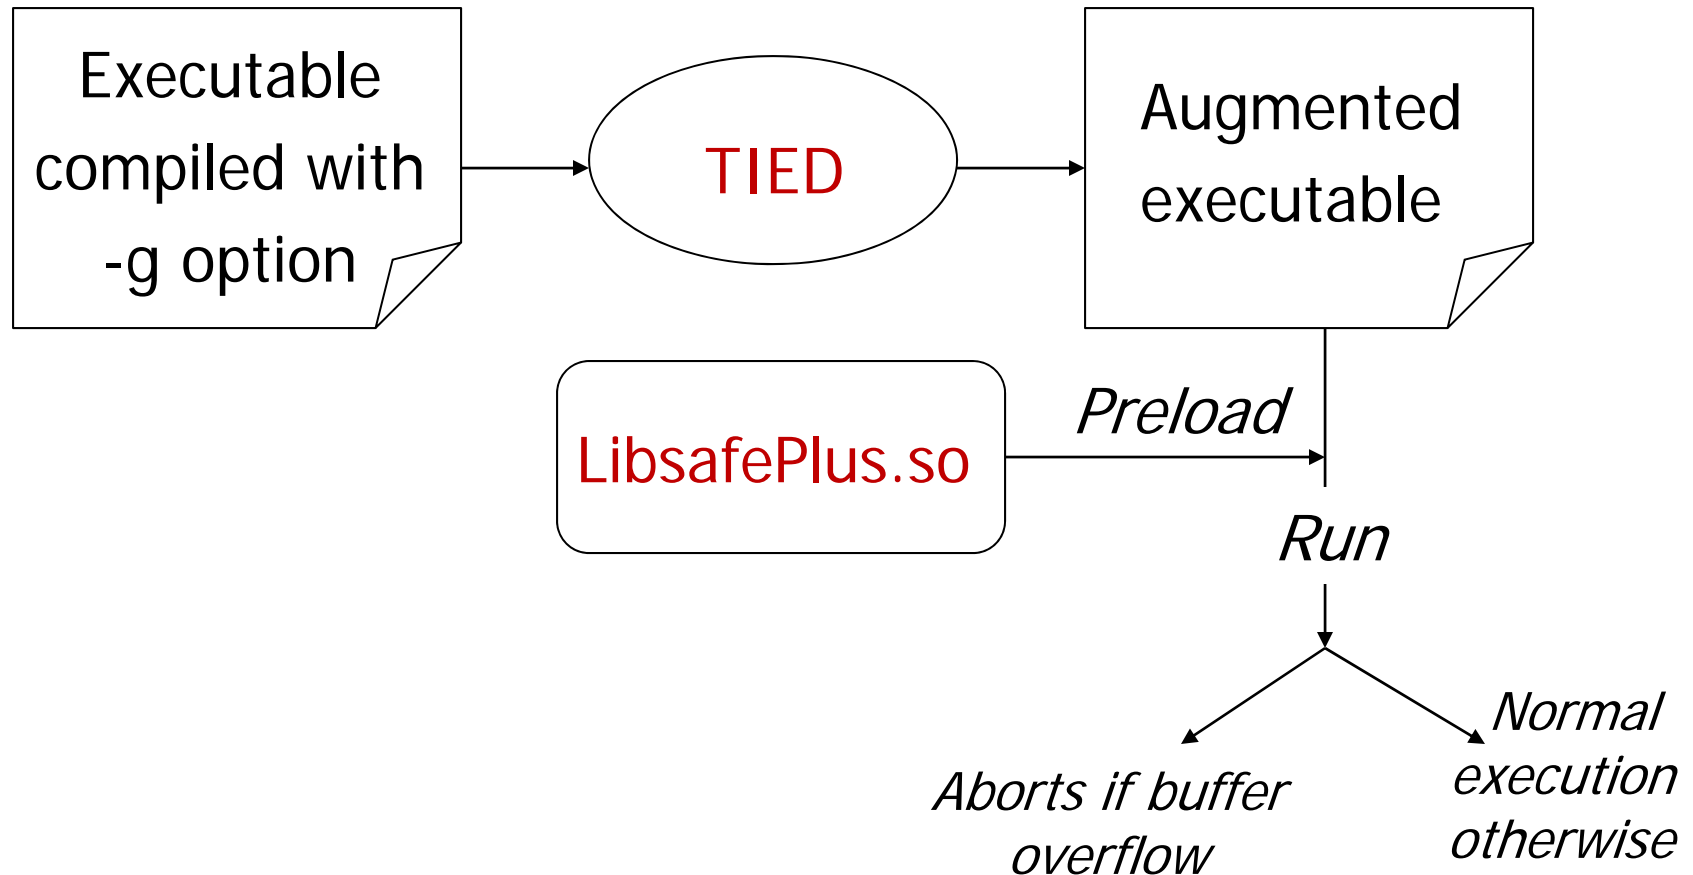 Executable
compiled with
-g option
TIED
Augmented
executable
LibsafePlus.so
Preload
Run
Aborts if buffer
overflow
Normal
execution
otherwise